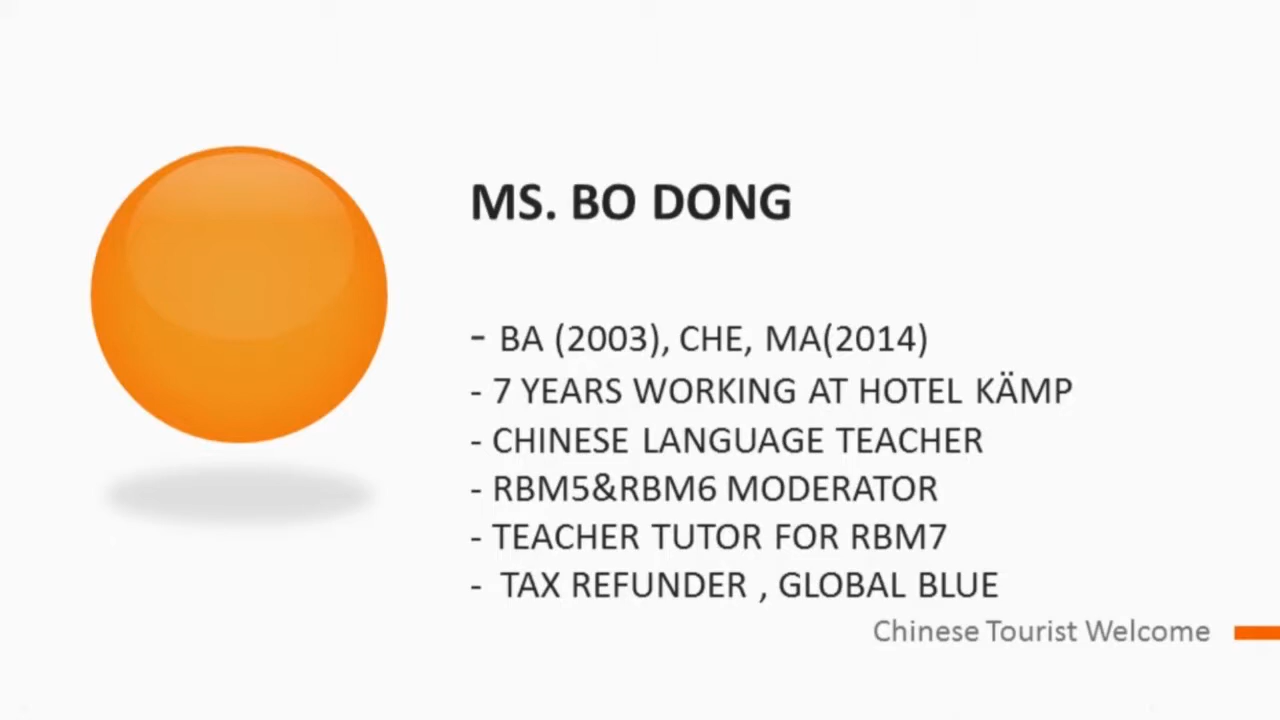 MS. BO DONG
- BA (2003), CHE, MA(2014)
- 7 YEARS WORKING AT HOTEL KÄMP
- CHINESE LANGUAGE TEACHER
- RBM5&RBM6 MODERATOR
- TEACHER TUTOR FOR RBM7
- TAX REFUNDER , GLOBAL BLUE
Chinese Tourist Welcome